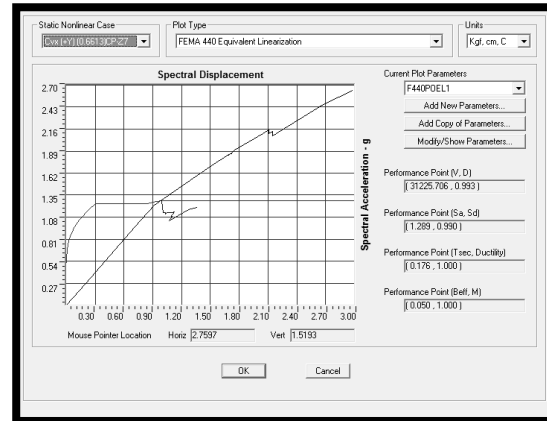 Static Nonlinear Case
Plot Type
Units
Cvx (+Y) (0.6613)CP-Z7
FEMA 440 Equivalent Linearization
Kgf, cm, C
Spectral Displacement
Current Plot Parameters
F440POEL1
Add New Parameters...
Add Copy of Parameters...
Modify/Show Parameters...
2.70
2.43
2.16
1.89
1.62
1.35
1.08
0.81
0.54
0.27
Spectral Acceleration - g
Performance Point (V, D)
( 31225.706 , 0.993 )
Performance Point (Sa, Sd)
( 1.289 , 0.990 )
Performance Point (Tsec, Ductility)
( 0.176 , 1.000 )
Performance Point (Beff, M)
( 0.050 , 1.000 )
0.30 0.60 0.90 1.20 1.50 1.80 2.10 2.40 2.70 3.00
Mouse Pointer Location Horiz 2.7597 Vert 1.5193
OK Cancel